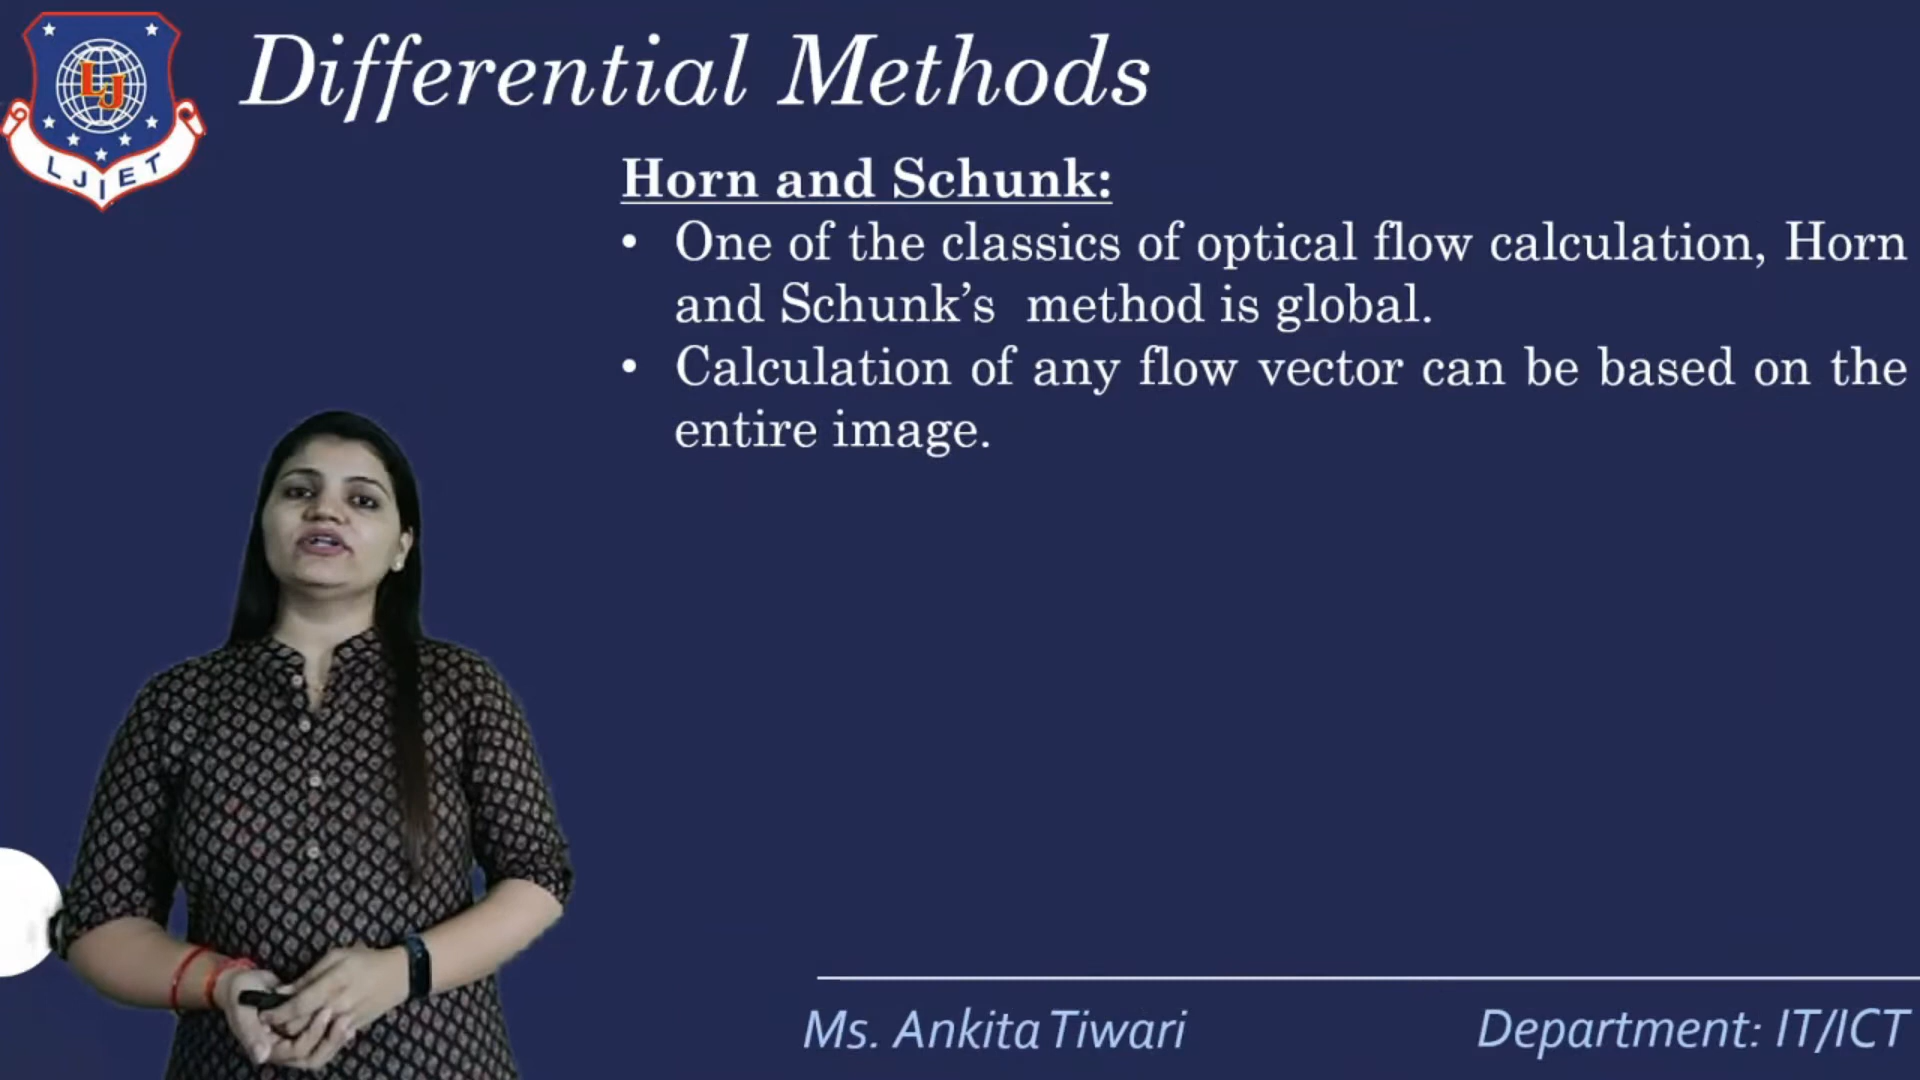 LJ
LJIET
Differential Methods
Horn and Schunk:
• One of the classics of optical flow calculation, Horn
and Schunk’s method is global.
• Calculation of any flow vector can be based on the
entire image.
Ms. Ankita Tiwari
Department: IT/ICT